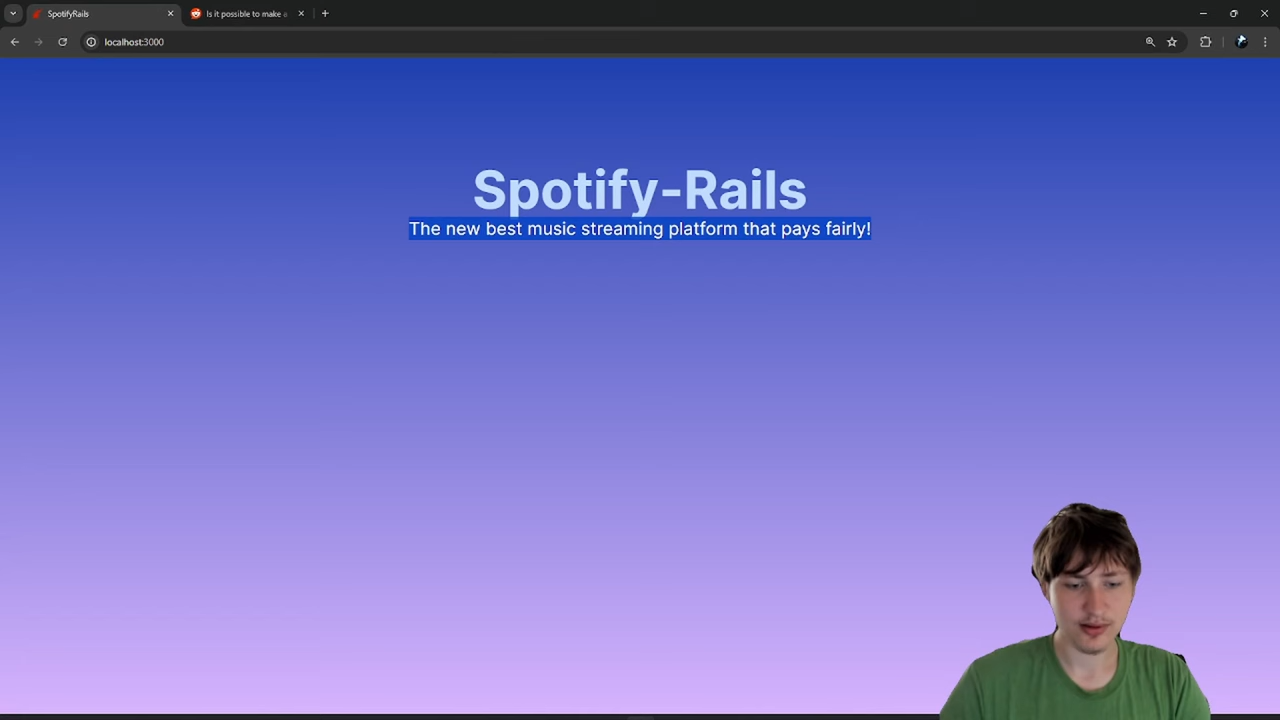 SpotifyRails
Is it possible to make a
localhost:3000
Spotify-Rails
The new best music streaming platform that pays fairly!